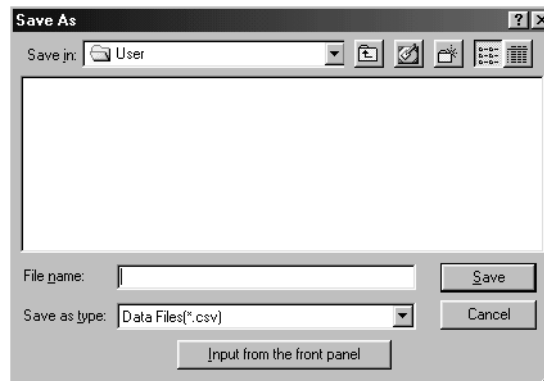 Save As
Save in: User
File name: Save
Save as type: Data Files(*.csv) Cancel
Input from the front panel